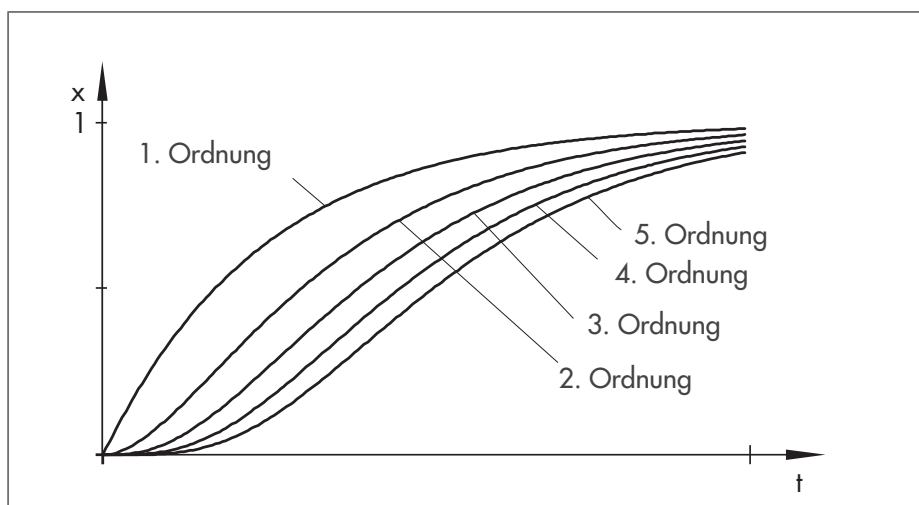 x
1
1. Ordnung
5. Ordnung
4. Ordnung
3. Ordnung
2. Ordnung
t